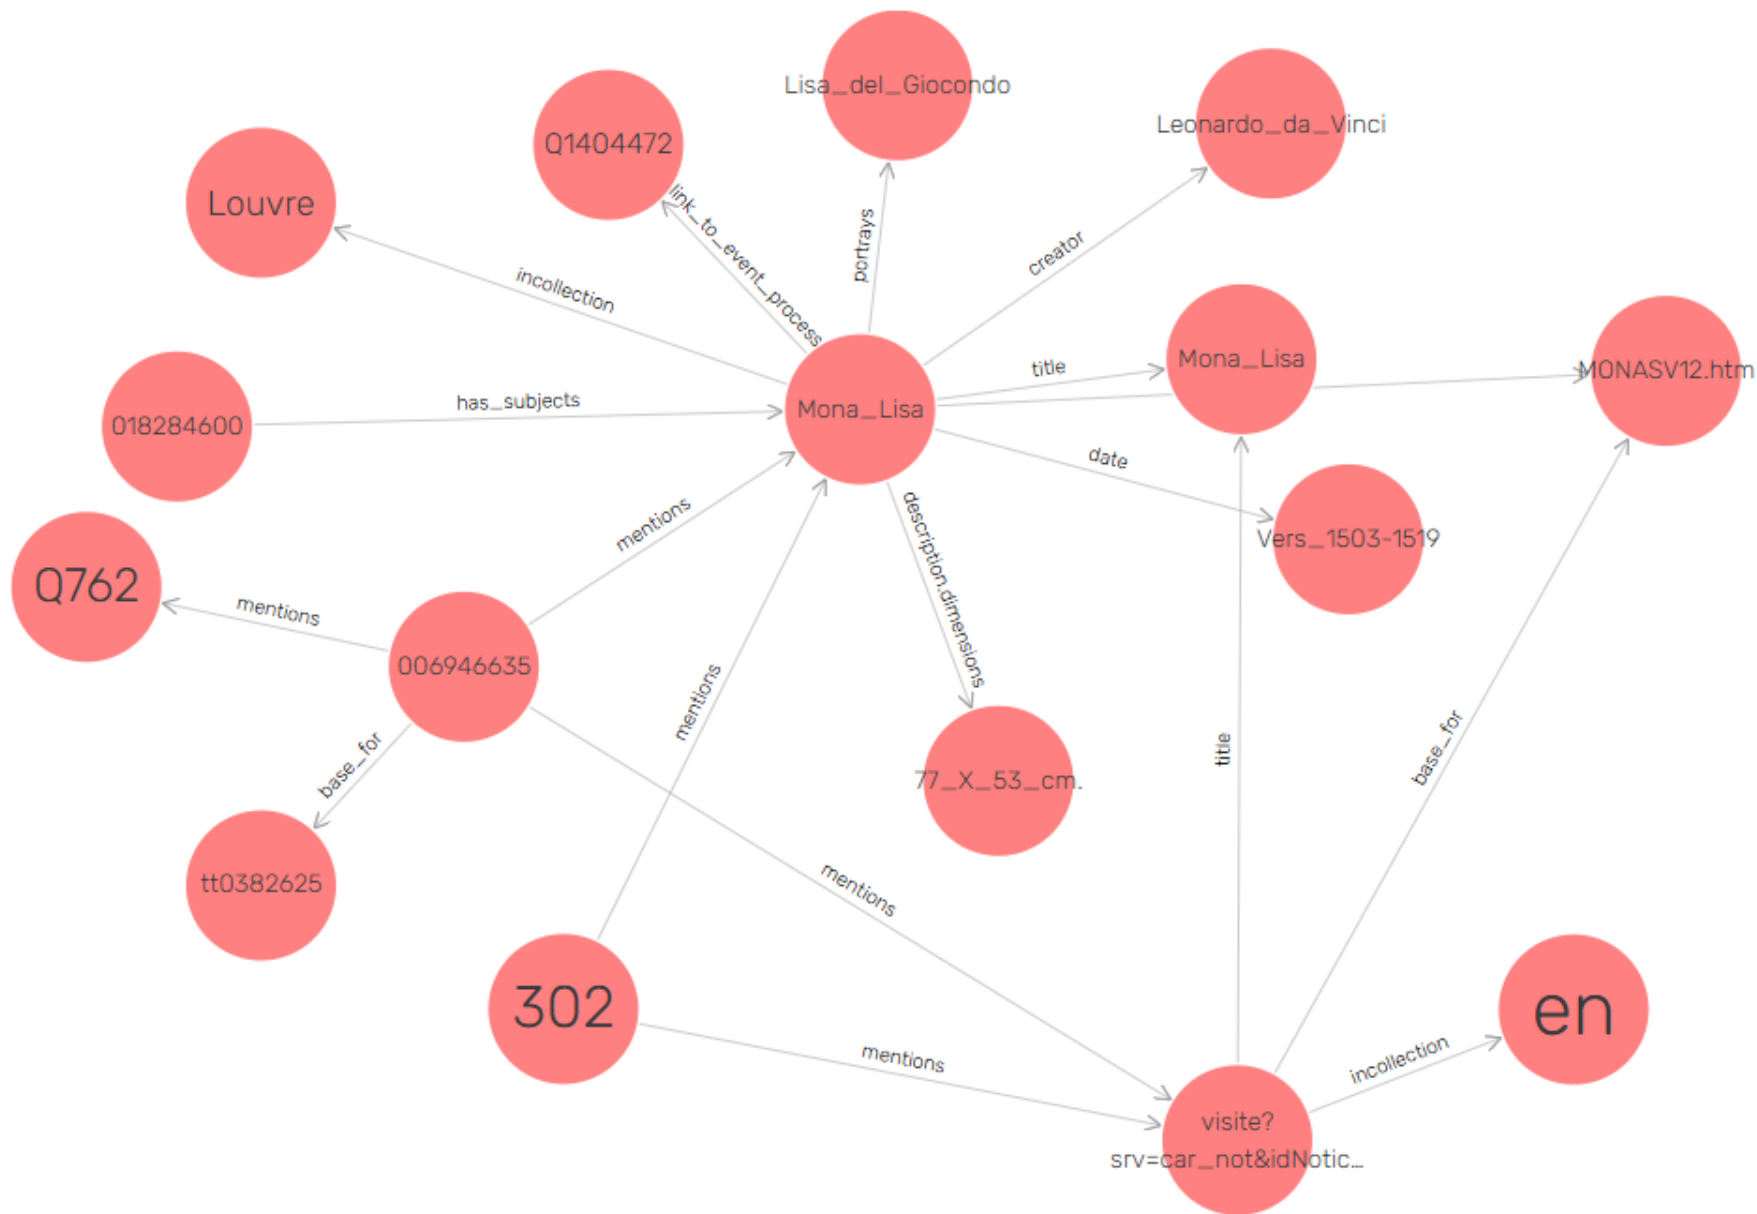 Lisa_del_Giocondo
Leonardo_da_Vinci
Q1404472
Louvre
link_to_event_process
portrays
creator
incollection
title
Mona_Lisa
MONASV12.htm
has_subjects
Mona_Lisa
018284600
date
description.dimensions
mentions
Vers_1503-1519
Q762
mentions
006946635
mentions
base_for
title
base_for
77_X_53_cm.
tt0382625
mentions
302
mentions
incollection
en
visite?
srv=car_not&idNotic…